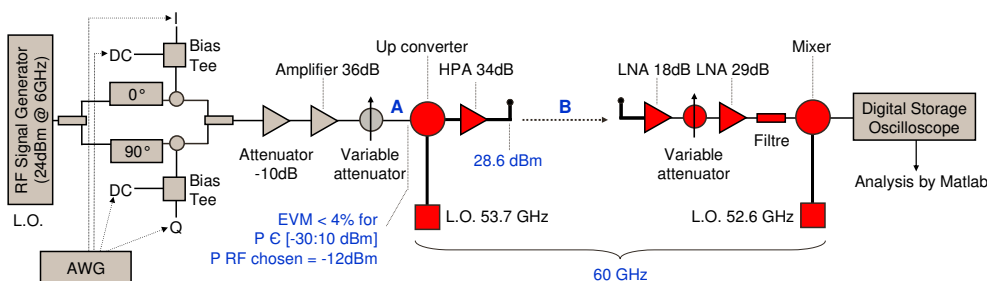 RF Signal Generator
(24dBm @ 6GHz)
L.O.
I
DC
Bias
Tee
0°
90°
DC
Bias
Tee
Q
AWG
Amplifier 36dB
Attenuator
-10dB
Variable
attenuator
A
Up converter
HPA 34dB
28.6 dBm
EVM < 4% for
P Є [-30:10 dBm]
P RF chosen = -12dBm
L.O. 53.7 GHz
B
LNA 18dB
LNA 29dB
Variable
attenuator
Filtre
Mixer
L.O. 52.6 GHz
60 GHz
Digital Storage
Oscilloscope
Analysis by Matlab